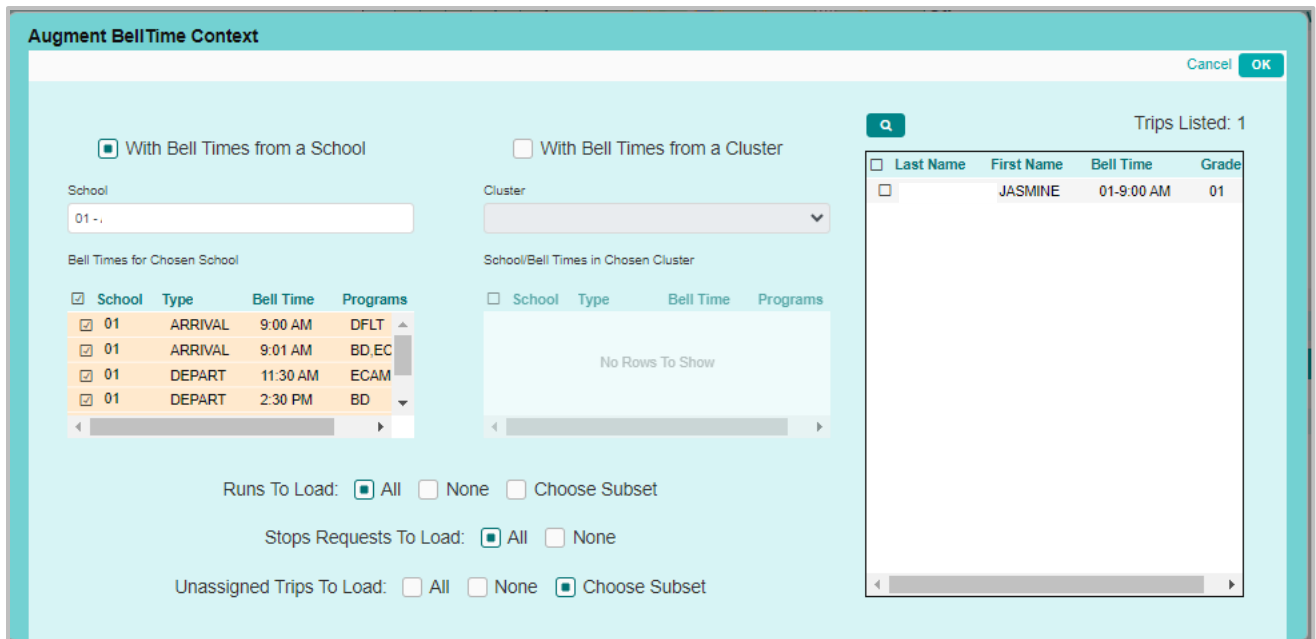 Augment BellTime Context
Cancel OK
Trips Listed: 1
With Bell Times from a School
With Bell Times from a Cluster
School
01 - .
Cluster
Bell Times for Chosen School
School Type Bell Time Programs
01 ARRIVAL 9:00 AM DFLT
01 ARRIVAL 9:01 AM BD,EC
01 DEPART 11:30 AM ECAM
01 DEPART 2:30 PM BD
School/Bell Times in Chosen Cluster
School Type Bell Time Programs
No Rows To Show
Last Name First Name Bell Time Grade
JASMINE 01-9:00 AM 01
Runs To Load: All None Choose Subset
Stops Requests To Load: All None
Unassigned Trips To Load: All None Choose Subset